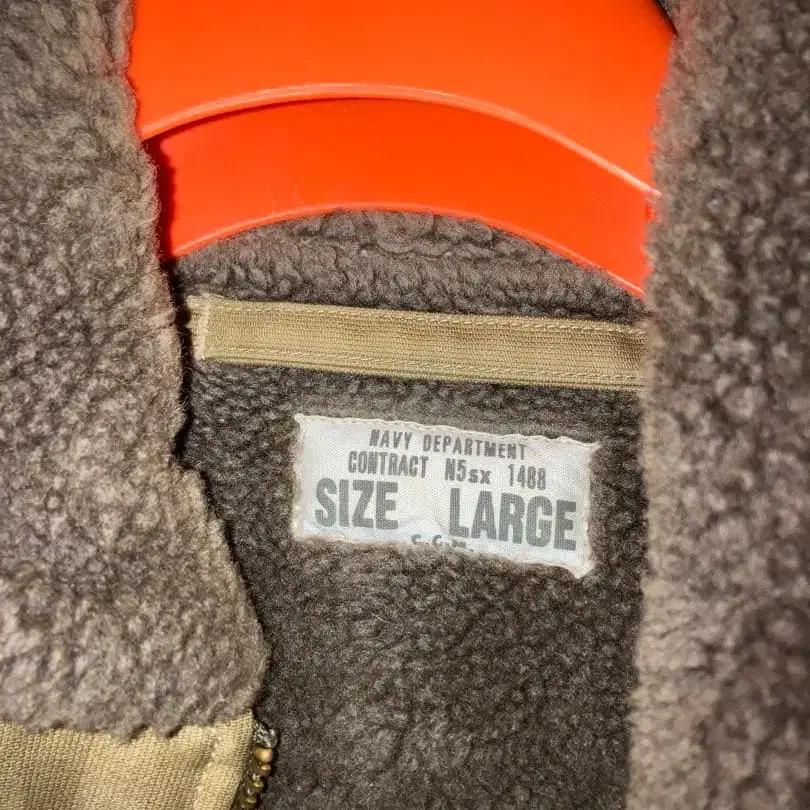 NAVY DEPARTMENT
CONTRACT N5sx 1488
SIZE LARGE